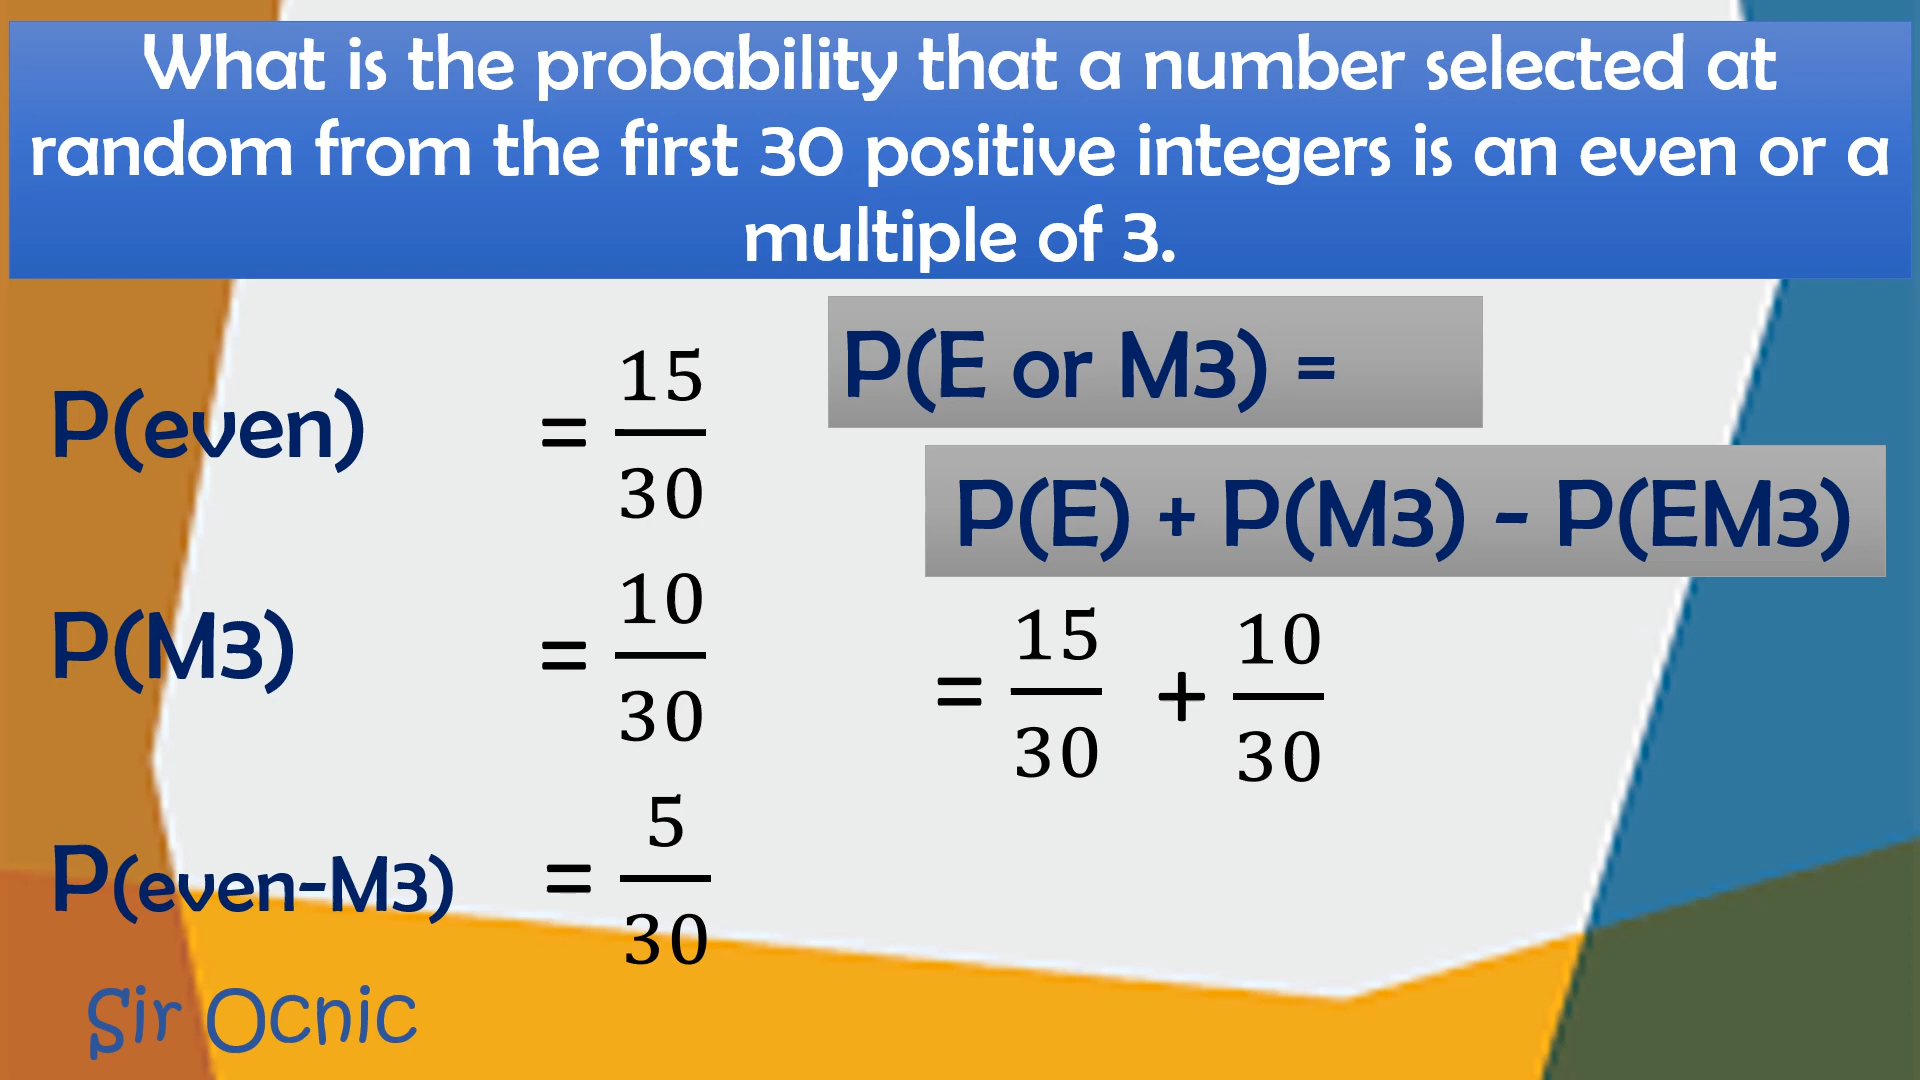 What is the probability that a number selected at
random from the first 30 positive integers is an even or a
multiple of 3.
P(even) = 15/30
P(M3) = 10/30
P(even-M3) = 5/30
P(E or M3) =
P(E) + P(M3) - P(EM3)
= 15/30 + 10/30
Sir Ocnic